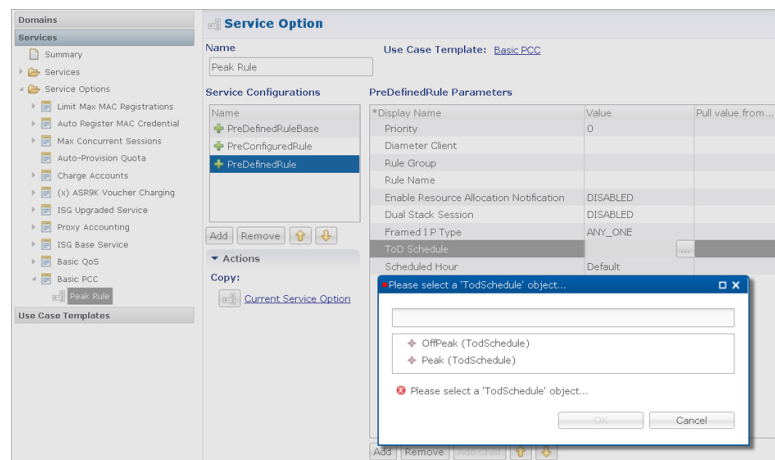 Domains
Services
Summary
Services
Service Options
Limit Max MAC Registrations
Auto Register MAC Credential
Max Concurrent Sessions
Auto-Provision Quota
Charge Accounts
(x) ASR9K Voucher Charging
ISG Upgraded Service
Proxy Accounting
ISG Base Service
Basic QoS
Basic PCC
Peak Rule
Use Case Templates
Service Option
Name
Use Case Template: Basic PCC
Peak Rule
Service Configurations
Name
PreDefinedRuleBase
PreConfiguredRule
PreDefinedRule
Add Remove
Actions
Copy:
Current Service Option
PreDefinedRule Parameters
*Display Name Value Pull value from...
Priority 0
Diameter Client
Rule Group
Rule Name
Enable Resource Allocation Notification DISABLED
Dual Stack Session DISABLED
Framed I P Type ANY_ONE
ToD Schedule ...
Scheduled Hour Default
Please select a 'TodSchedule' object...
OffPeak (TodSchedule)
Peak (TodSchedule)
Please select a 'TodSchedule' object...
OK Cancel
Add Remove Add Child